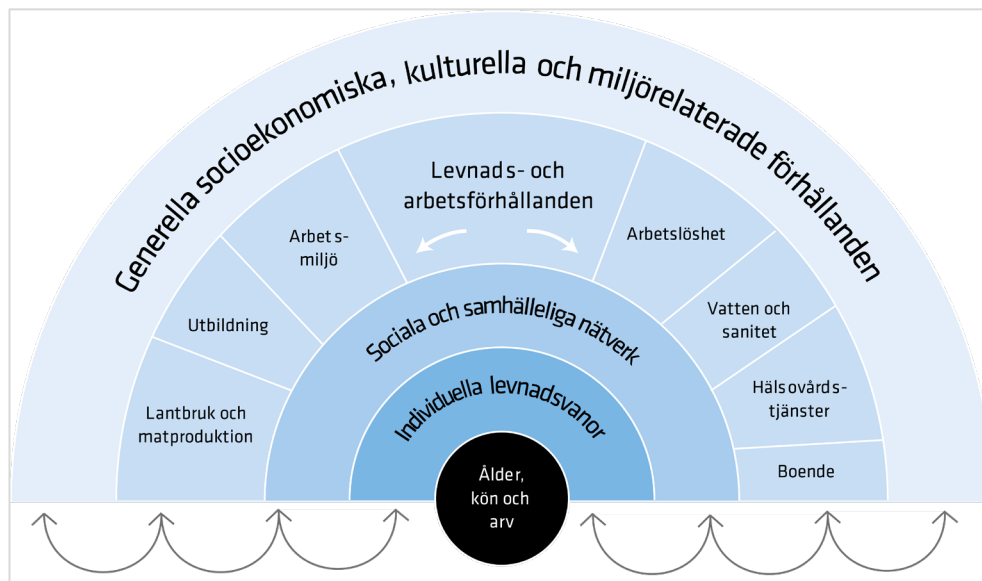 Generella socioekonomiska, kulturella och miljörelaterade förhållanden
Levnads- och
arbetsförhållanden
Arbets-
miljö
Arbetslöshet
Utbildning
Vatten och
sanitet
Lantbruk och
matproduktion
Hälsovårds-
tjänster
Boende
Sociala och samhälleliga nätverk
Individuella levnadsvanor
Ålder,
kön och
arv